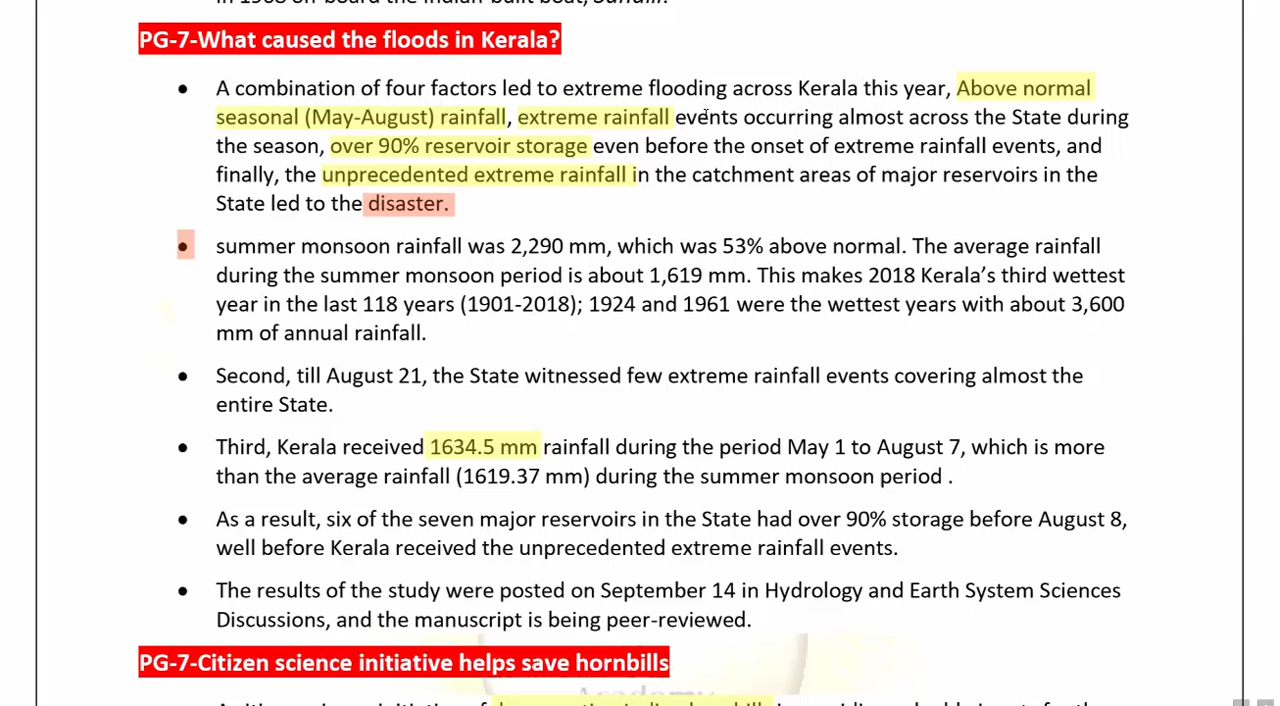 in 1968 on-board the Indian-built boat, Suhaili.
PG-7-What caused the floods in Kerala?
• A combination of four factors led to extreme flooding across Kerala this year, Above normal
seasonal (May-August) rainfall, extreme rainfall events occurring almost across the State during
the season, over 90% reservoir storage even before the onset of extreme rainfall events, and
finally, the unprecedented extreme rainfall in the catchment areas of major reservoirs in the
State led to the disaster.
• summer monsoon rainfall was 2,290 mm, which was 53% above normal. The average rainfall
during the summer monsoon period is about 1,619 mm. This makes 2018 Kerala’s third wettest
year in the last 118 years (1901-2018); 1924 and 1961 were the wettest years with about 3,600
mm of annual rainfall.
• Second, till August 21, the State witnessed few extreme rainfall events covering almost the
entire State.
• Third, Kerala received 1634.5 mm rainfall during the period May 1 to August 7, which is more
than the average rainfall (1619.37 mm) during the summer monsoon period .
• As a result, six of the seven major reservoirs in the State had over 90% storage before August 8,
well before Kerala received the unprecedented extreme rainfall events.
• The results of the study were posted on September 14 in Hydrology and Earth System Sciences
Discussions, and the manuscript is being peer-reviewed.
PG-7-Citizen science initiative helps save hornbills
Academy